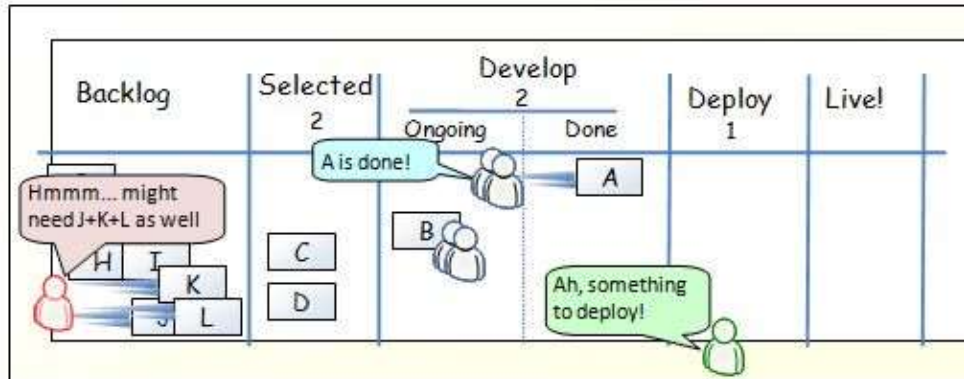 Backlog
Selected
2
Develop
2
Ongoing
Done
Deploy
1
Live!
A is done!
A
Hmmm... might
need J+K+L as well
B
H
I
K
L
C
D
Ah, something
to deploy!